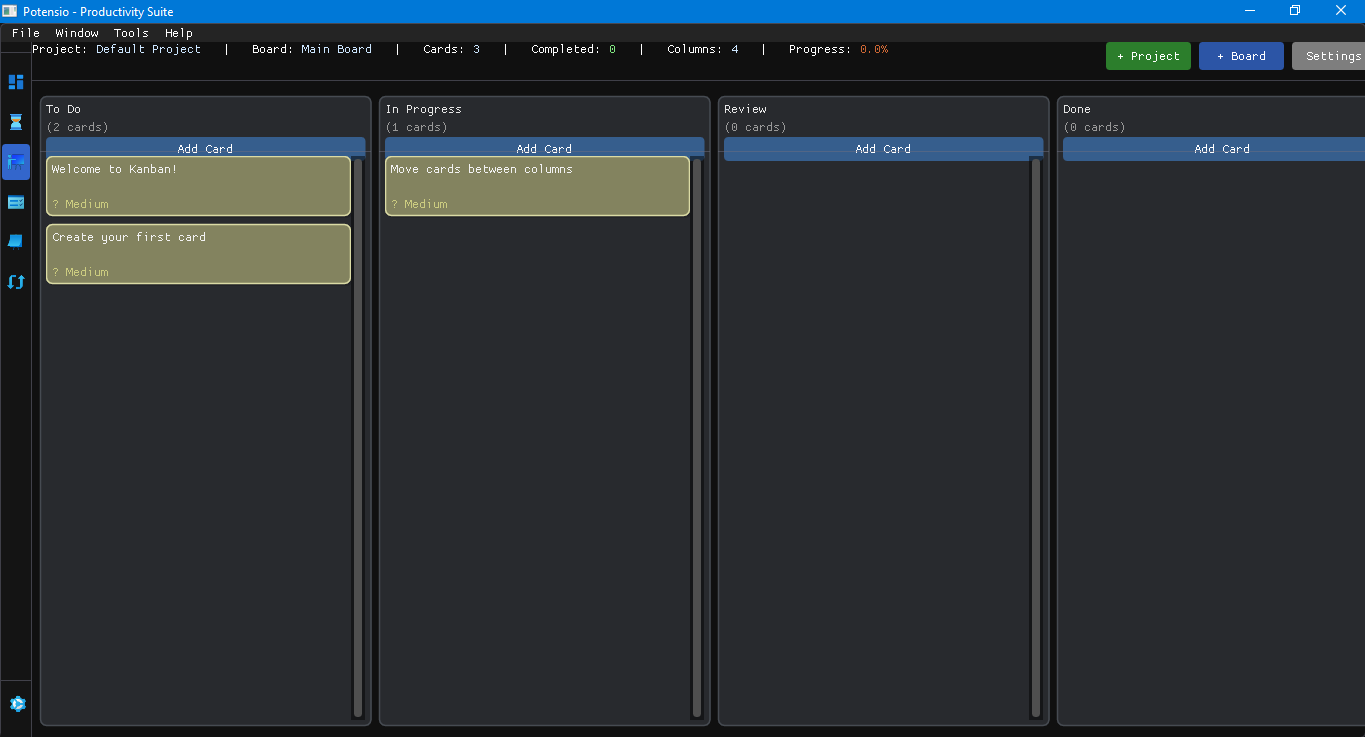 Potensio - Productivity Suite
File Window Tools Help
Project: Default Project | Board: Main Board | Cards: 3 | Completed: 0 | Columns: 4 | Progress: 0.0%
+ Project + Board Settings
To Do
(2 cards)
Add Card
Welcome to Kanban!
? Medium
Create your first card
? Medium
In Progress
(1 cards)
Add Card
Move cards between columns
? Medium
Review
(0 cards)
Add Card
Done
(0 cards)
Add Card